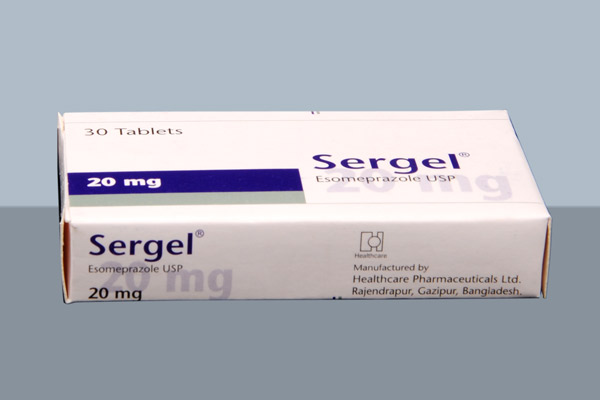 30 Tablets
20 mg
Sergel®
Esomeprazole USP
20 mg
Sergel®
Esomeprazole USP
20 mg
20 mg
Healthcare
Manufactured by
Healthcare Pharmaceuticals Ltd.
Rajendrapur, Gazipur, Bangladesh.